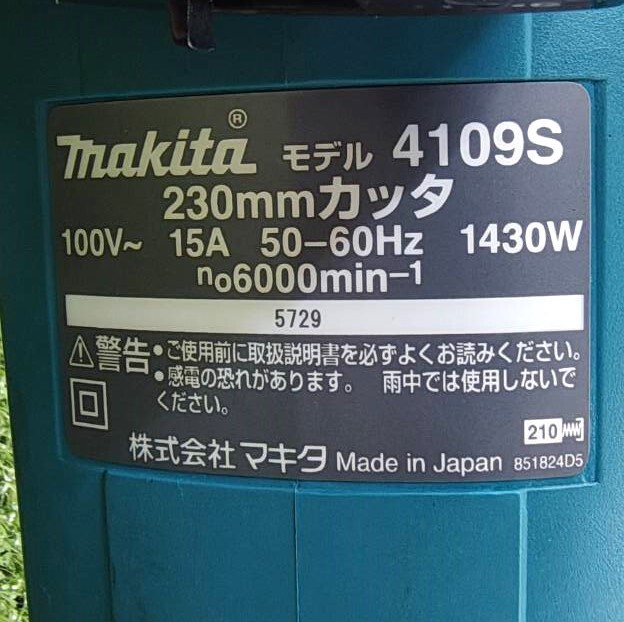 makita® モデル 4109S
230mmカッタ
100V~ 15A 50-60Hz 1430W
no6000min-1
5729
警告 • ご使用前に取扱説明書を必ずよくお読みください。
• 感電の恐れがあります。 雨中では使用しないで
ください。
210
株式会社 マキタ Made in Japan 851824D5